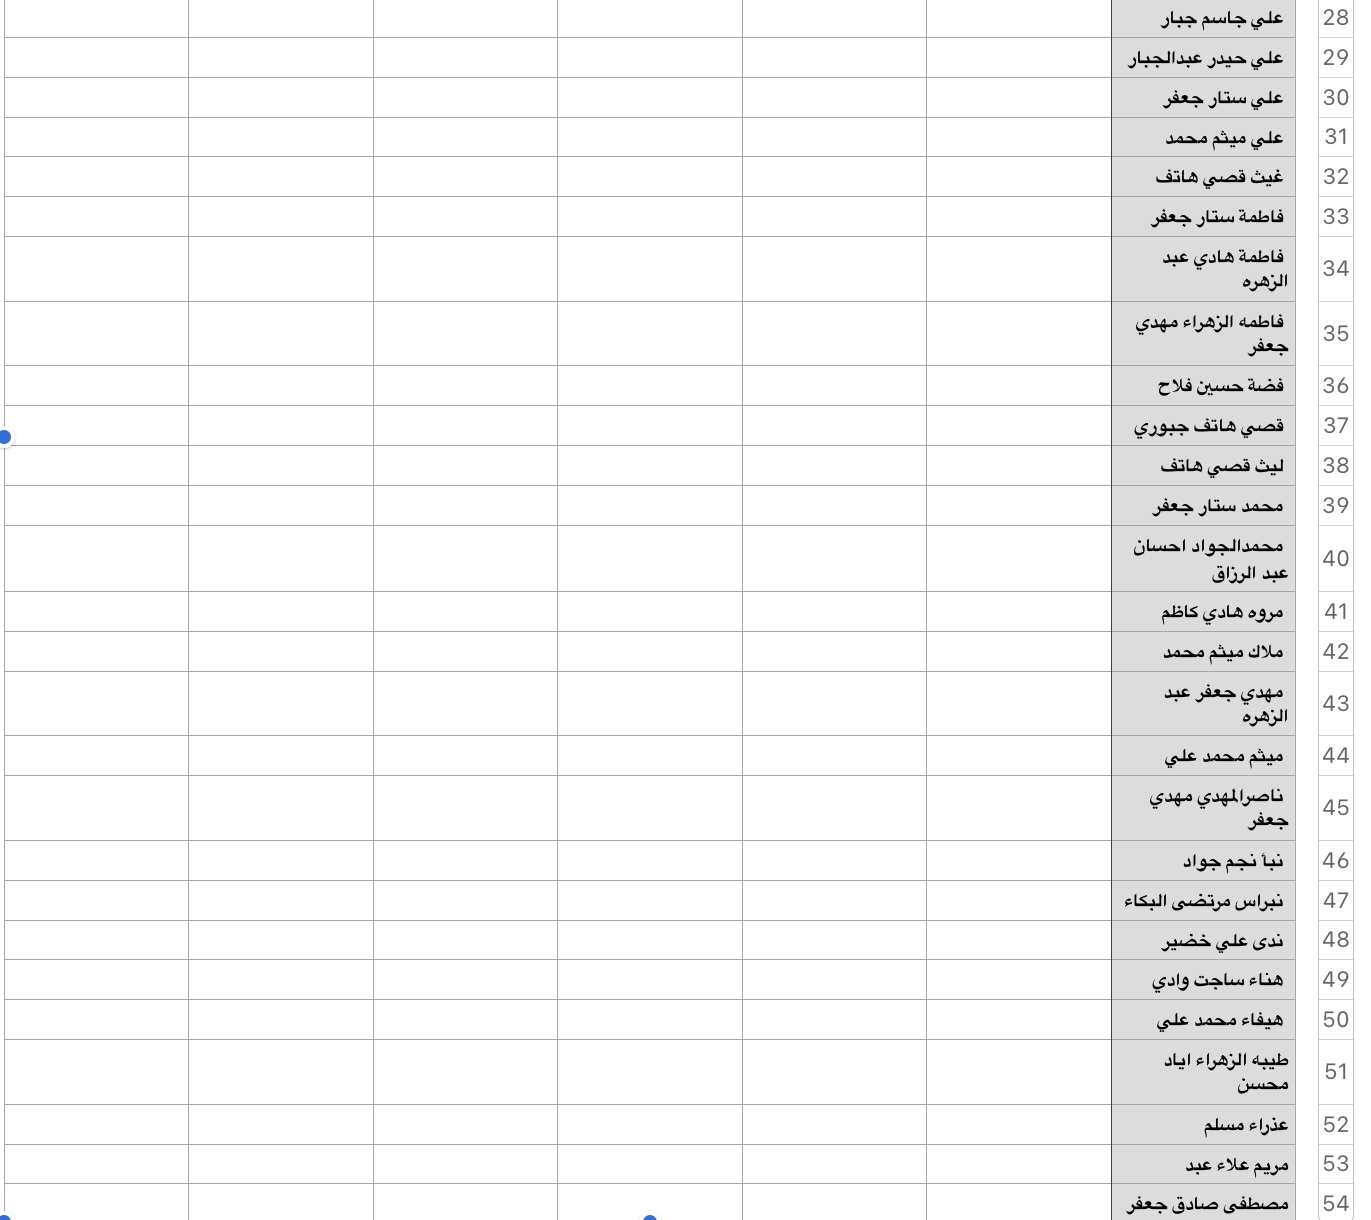 28 علي جاسم جبار
29 علي حيدر عبدالجبار
30 علي ستار جعفر
31 علي ميثم محمد
32 غيث قصي هاتف
33 فاطمة ستار جعفر
34 فاطمة هادي عبد
الزهره
35 فاطمه الزهراء مهدي
جعفر
36 فضة حسين فلاح
37 قصي هاتف جبوري
38 ليث قصي هاتف
39 محمد ستار جعفر
40 محمدالجواد احسان
عبد الرزاق
41 مروه هادي كاظم
42 ملاك ميثم محمد
43 مهدي جعفر عبد
الزهره
44 ميثم محمد علي
45 ناصرالمهدي مهدي
جعفر
46 نبأ نجم جواد
47 نبراس مرتضى البكاء
48 ندى علي خضير
49 هناء ساجت وادي
50 هيفاء محمد علي
51 طيبه الزهراء اياد
محسن
52 عذراء مسلم
53 مريم علاء عبد
54 مصطفى صادق جعفر